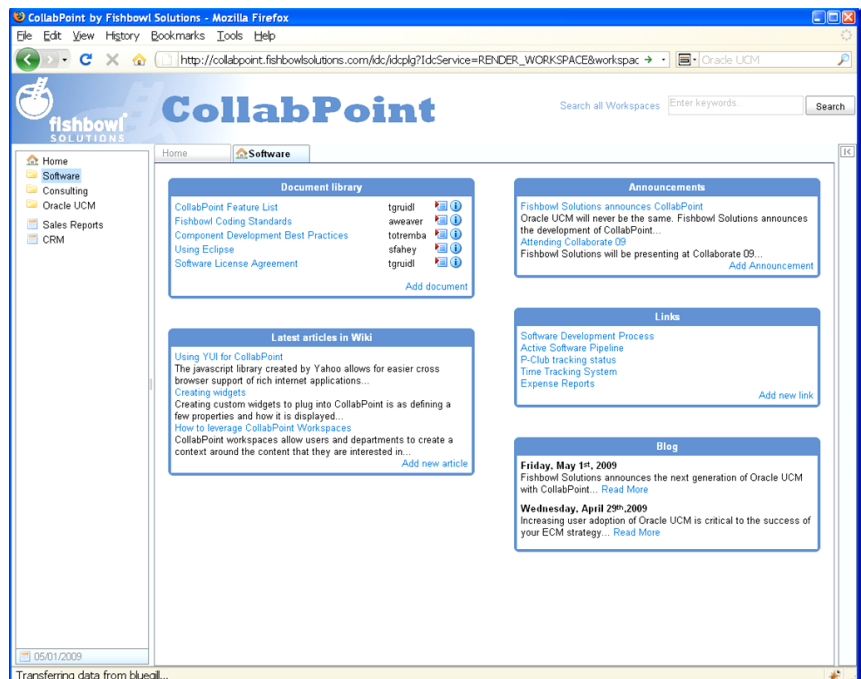 CollabPoint by Fishbowl Solutions - Mozilla Firefox
File Edit View History Bookmarks Tools Help
http://collabpoint.fishbowlsolutions.com/idc/idcplg?IdcService=RENDER_WORKSPACE&workspac
Oracle UCM
fishbowl
SOLUTIONS
CollabPoint
Search all Workspaces
Enter keywords..
Search
Home
Software
Consulting
Oracle UCM
Sales Reports
CRM
05/01/2009
Home
Software
Document library
CollabPoint Feature List tgruidl
Fishbowl Coding Standards aweaver
Component Development Best Practices totremba
Using Eclipse sfahey
Software License Agreement tgruidl
Add document
Latest articles in Wiki
Using YUI for CollabPoint
The javascript library created by Yahoo allows for easier cross
browser support of rich internet applications...
Creating widgets
Creating custom widgets to plug into CollabPoint is as defining a
few properties and how it is displayed...
How to leverage CollabPoint Workspaces
CollabPoint workspaces allow users and departments to create a
context around the content that they are interested in...
Add new article
Announcements
Fishbowl Solutions announces CollabPoint
Oracle UCM will never be the same. Fishbowl Solutions announces
the development of CollabPoint...
Attending Collaborate 09
Fishbowl Solutions will be presenting at Collaborate 09...
Add Announcement
Links
Software Development Process
Active Software Pipeline
P-Club tracking status
Time Tracking System
Expense Reports
Add new link
Blog
Friday, May 1st, 2009
Fishbowl Solutions announces the next generation of Oracle UCM
with CollabPoint... Read More
Wednesday, April 29th,2009
Increasing user adoption of Oracle UCM is critical to the success of
your ECM strategy... Read More
Transferring data from bluegill...